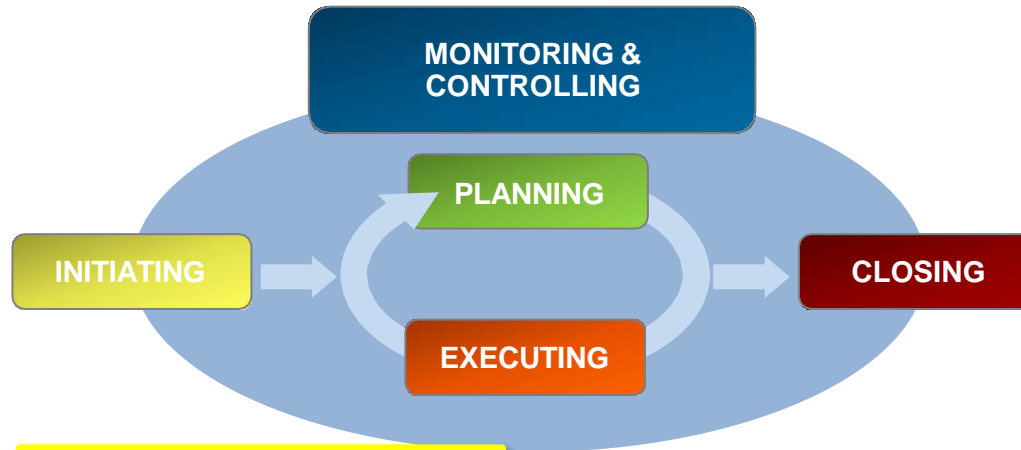 MONITORING &
CONTROLLING
PLANNING
INITIATING
CLOSING
EXECUTING